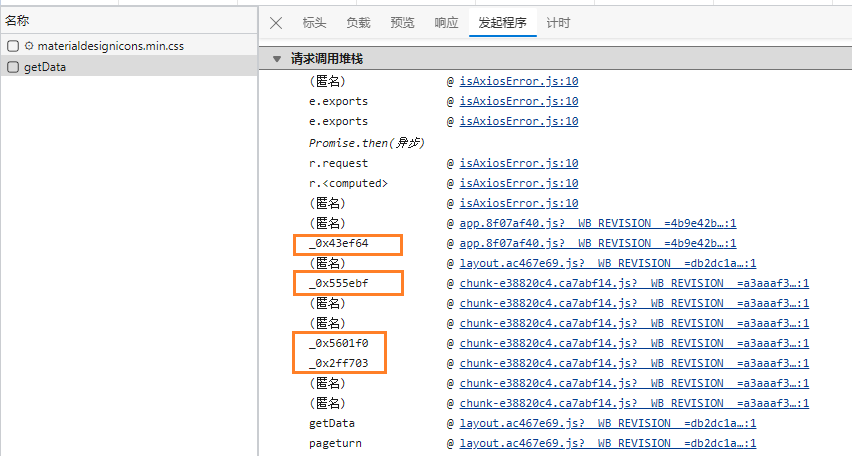 名称
materialdesignicons.min.css
getData
标头 负载 预览 响应 发起程序 计时
请求调用堆栈
(匿名) @ isAxiosError.js:10
e.exports @ isAxiosError.js:10
e.exports @ isAxiosError.js:10
Promise.then(异步)
r.request @ isAxiosError.js:10
r.<computed> @ isAxiosError.js:10
(匿名) @ isAxiosError.js:10
(匿名) @ app.8f07af40.js?__WB_REVISION__=4b9e42b…:1
_0x43ef64 @ app.8f07af40.js?__WB_REVISION__=4b9e42b…:1
(匿名) @ layout.ac467e69.js?__WB_REVISION__=db2dc1a…:1
_0x555ebf @ chunk-e38820c4.ca7abf14.js?__WB_REVISION__=a3aaaf3…:1
(匿名) @ chunk-e38820c4.ca7abf14.js?__WB_REVISION__=a3aaaf3…:1
(匿名) @ chunk-e38820c4.ca7abf14.js?__WB_REVISION__=a3aaaf3…:1
_0x5601f0 @ chunk-e38820c4.ca7abf14.js?__WB_REVISION__=a3aaaf3…:1
_0x2ff703 @ chunk-e38820c4.ca7abf14.js?__WB_REVISION__=a3aaaf3…:1
(匿名) @ chunk-e38820c4.ca7abf14.js?__WB_REVISION__=a3aaaf3…:1
(匿名) @ chunk-e38820c4.ca7abf14.js?__WB_REVISION__=a3aaaf3…:1
getData @ layout.ac467e69.js?__WB_REVISION__=db2dc1a…:1
pageturn @ layout.ac467e69.js?__WB_REVISION__=db2dc1a…:1